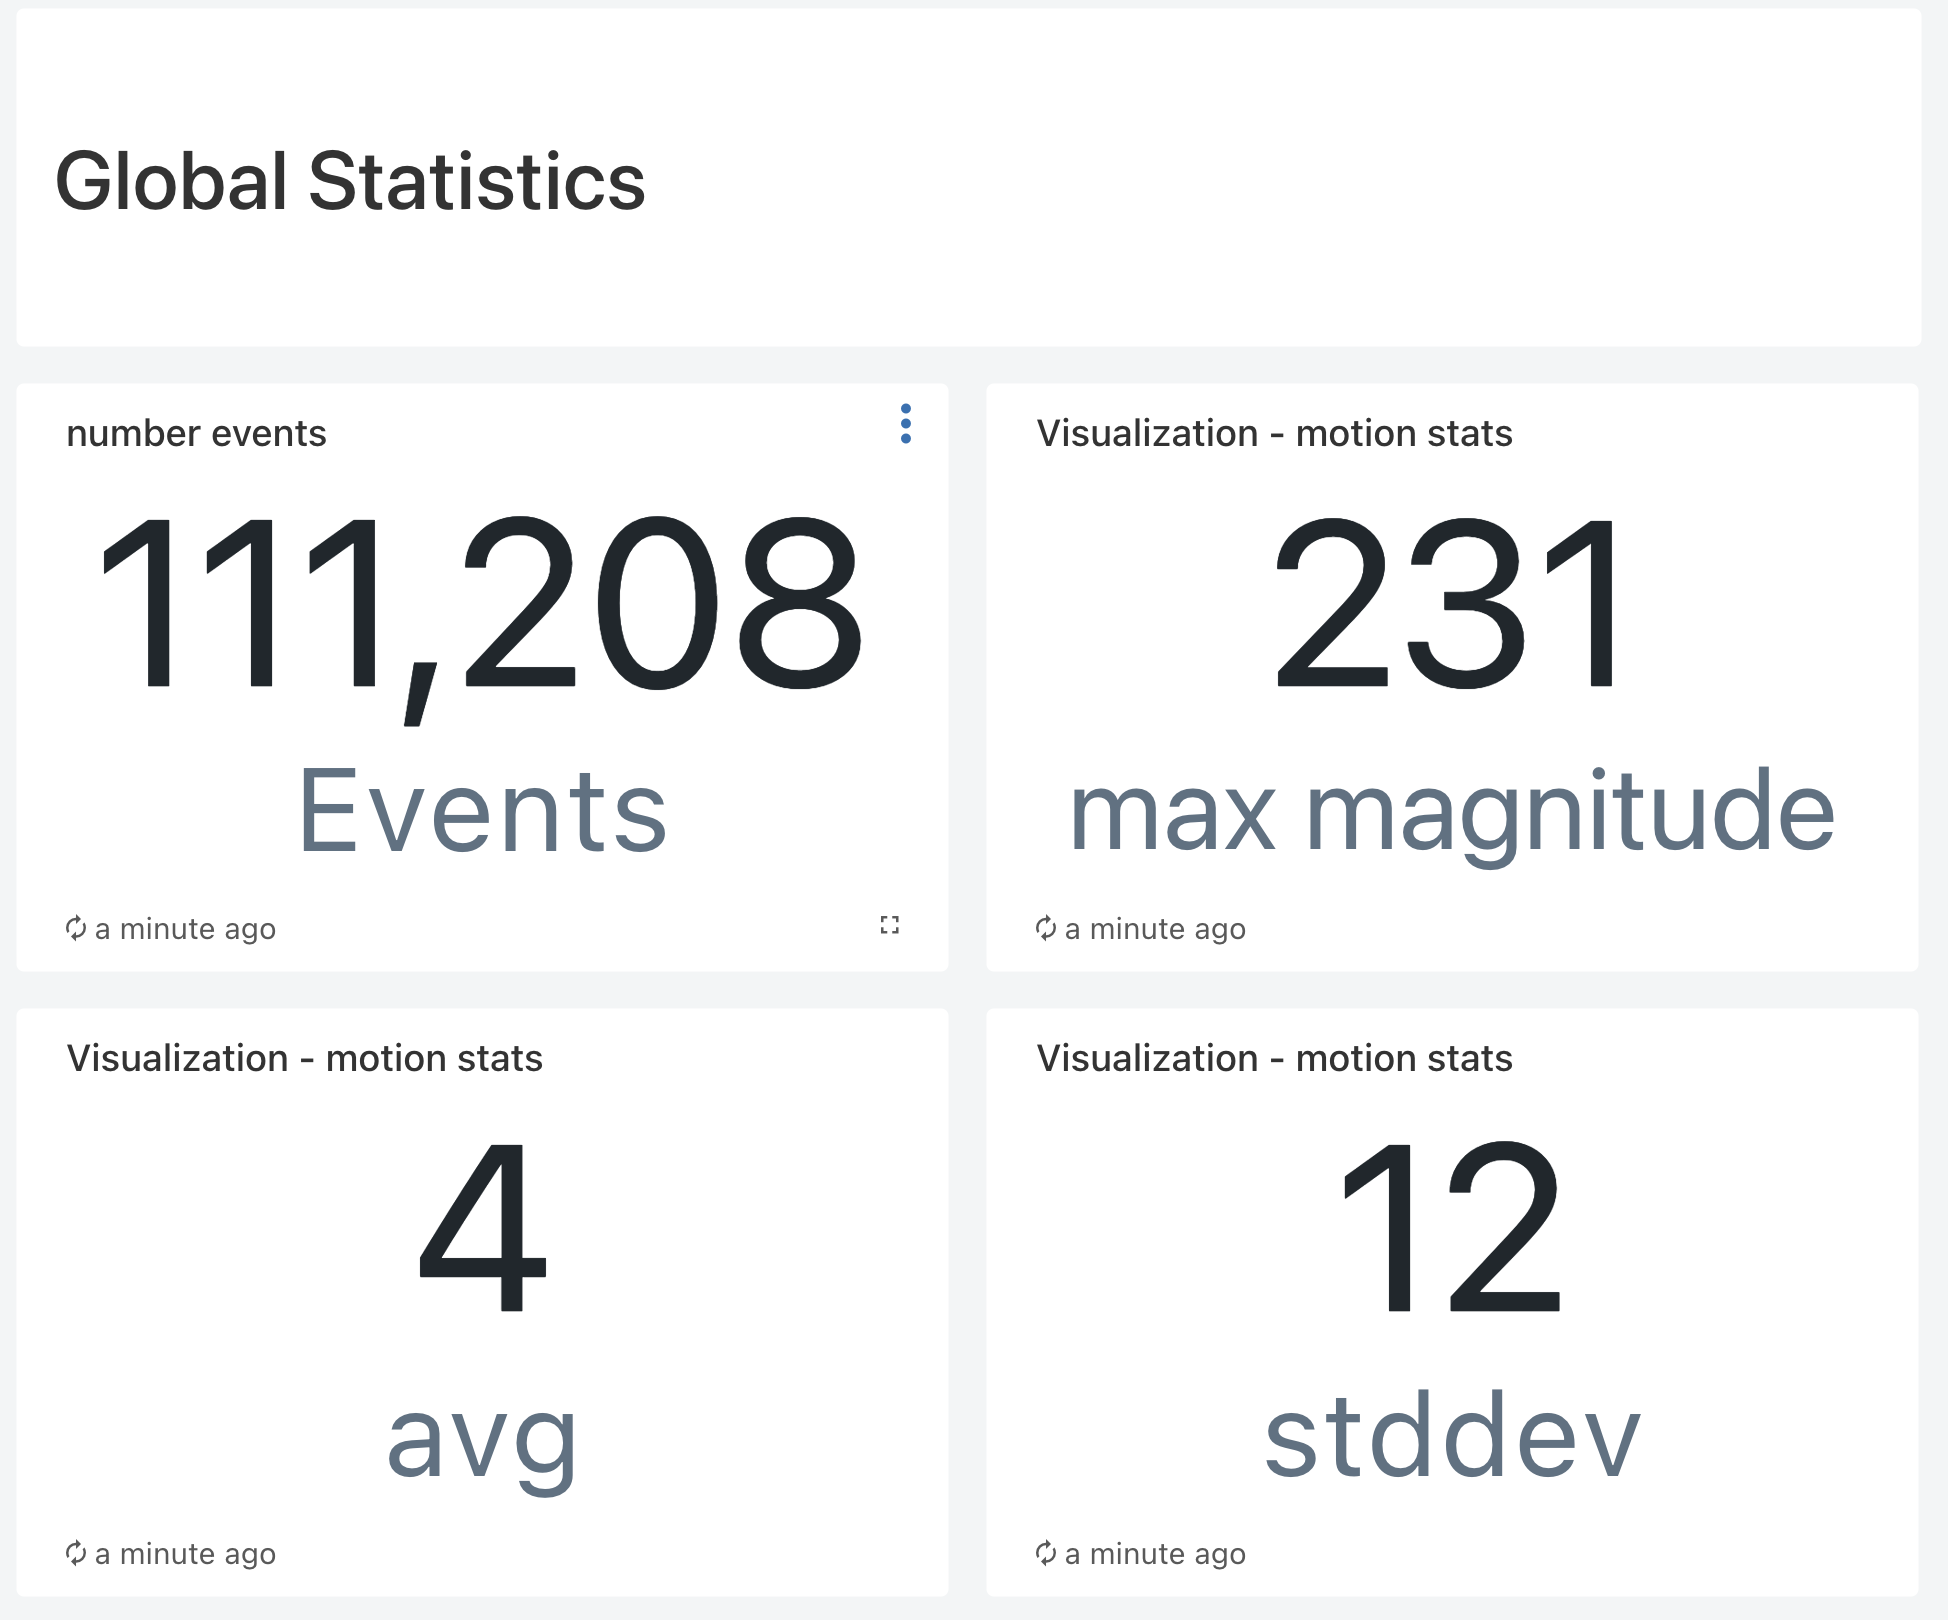 Global Statistics
number events
111,208
Events
a minute ago
Visualization - motion stats
231
max magnitude
a minute ago
Visualization - motion stats
4
avg
a minute ago
Visualization - motion stats
12
stddev
a minute ago